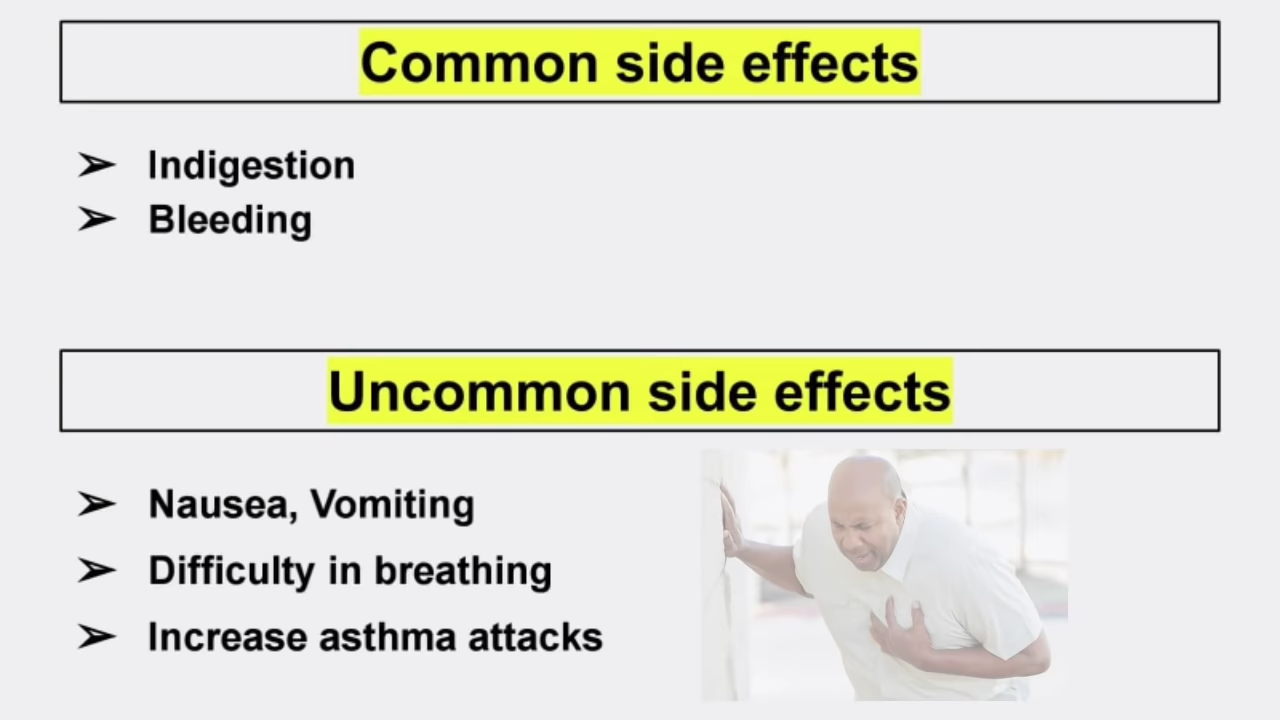 Common side effects
➢ Indigestion
➢ Bleeding
Uncommon side effects
➢ Nausea, Vomiting
➢ Difficulty in breathing
➢ Increase asthma attacks